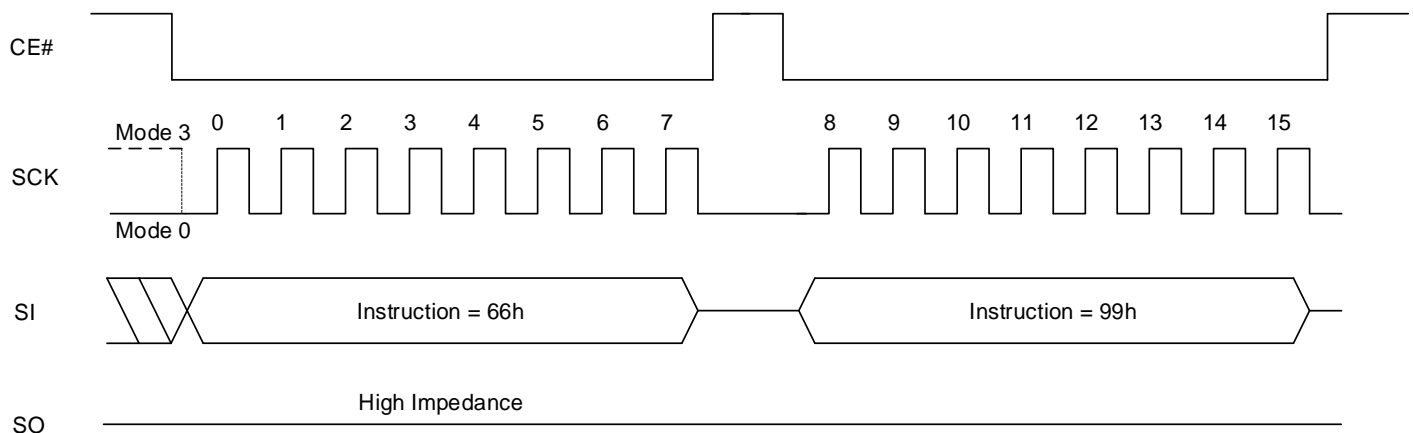 CE#
Mode 3 0 1 2 3 4 5 6 7 8 9 10 11 12 13 14 15
SCK
Mode 0
SI Instruction = 66h Instruction = 99h
High Impedance
SO